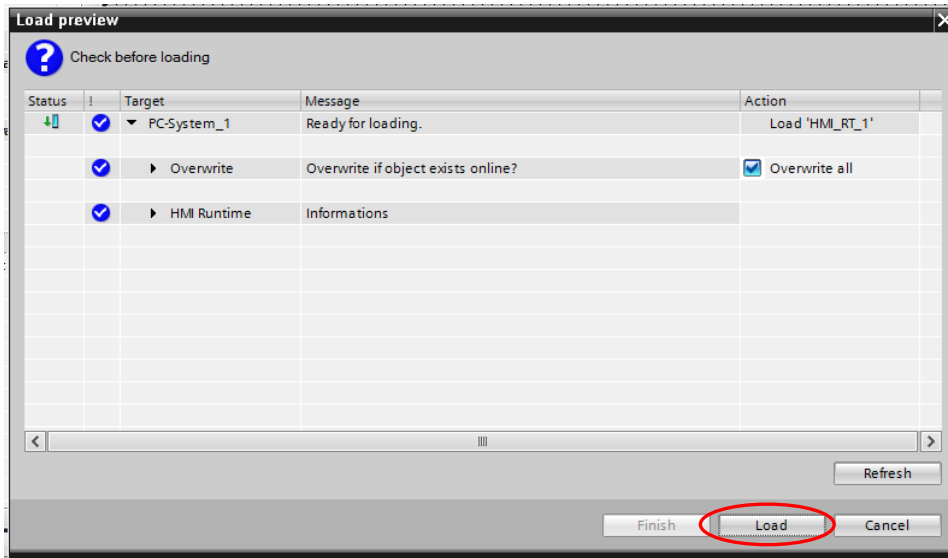 Load preview
Check before loading
Status ! Target Message Action
PC-System_1 Ready for loading. Load 'HMI_RT_1'
Overwrite Overwrite if object exists online? Overwrite all
HMI Runtime Informations
Refresh
Finish Load Cancel